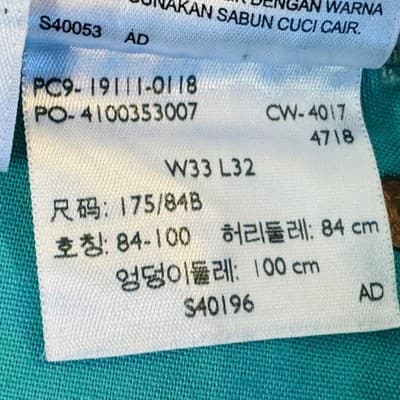 DENGAN WARNA
GUNAKAN SABUN CUCI CAIR.
S40053 AD
PC9-19111-0118
PO-4100353007 CW-4017
4718
W33 L32
尺码: 175/84B
호칭: 84-100 허리둘레: 84 cm
엉덩이둘레: 100 cm
S40196 AD